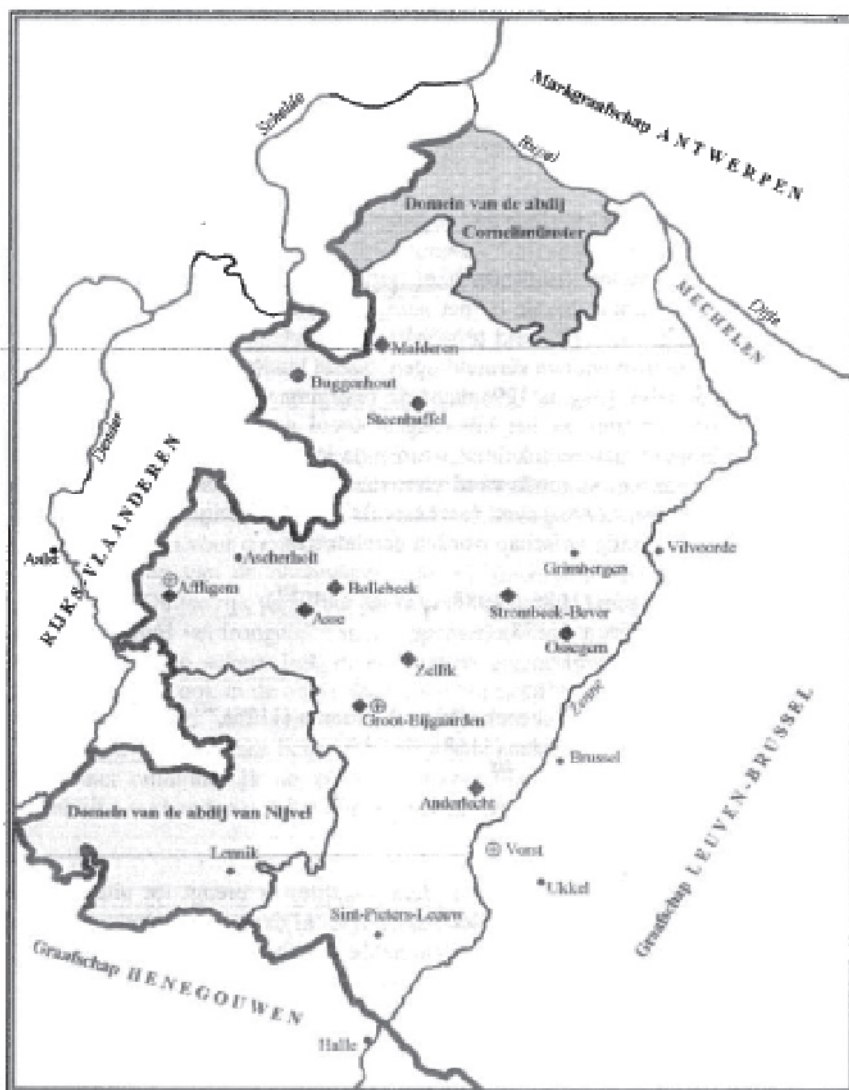 Schelde
Markgraafschap ANTWERPEN
Rupel
Domein van de abdij
Cornelimünster
MECHELEN
Dijle
Malderen
Buggenhout
Steenhuffel
Dender
RIJKS-VLAANDEREN
Aalst
Ascherholt
Grimbergen
Vilvoorde
Affligem
Bollebeek
Asse
Strombeek-Bever
Ossegem
Zellik
Groot-Bijgaarden
Zenne
Brussel
Anderlecht
Domein van de abdij van Nijvel
Lennik
Vorst
Ukkel
Sint-Pieters-Leeuw
Graafschap LEUVEN-BRUSSEL
Graafschap HENEGOUWEN
Halle